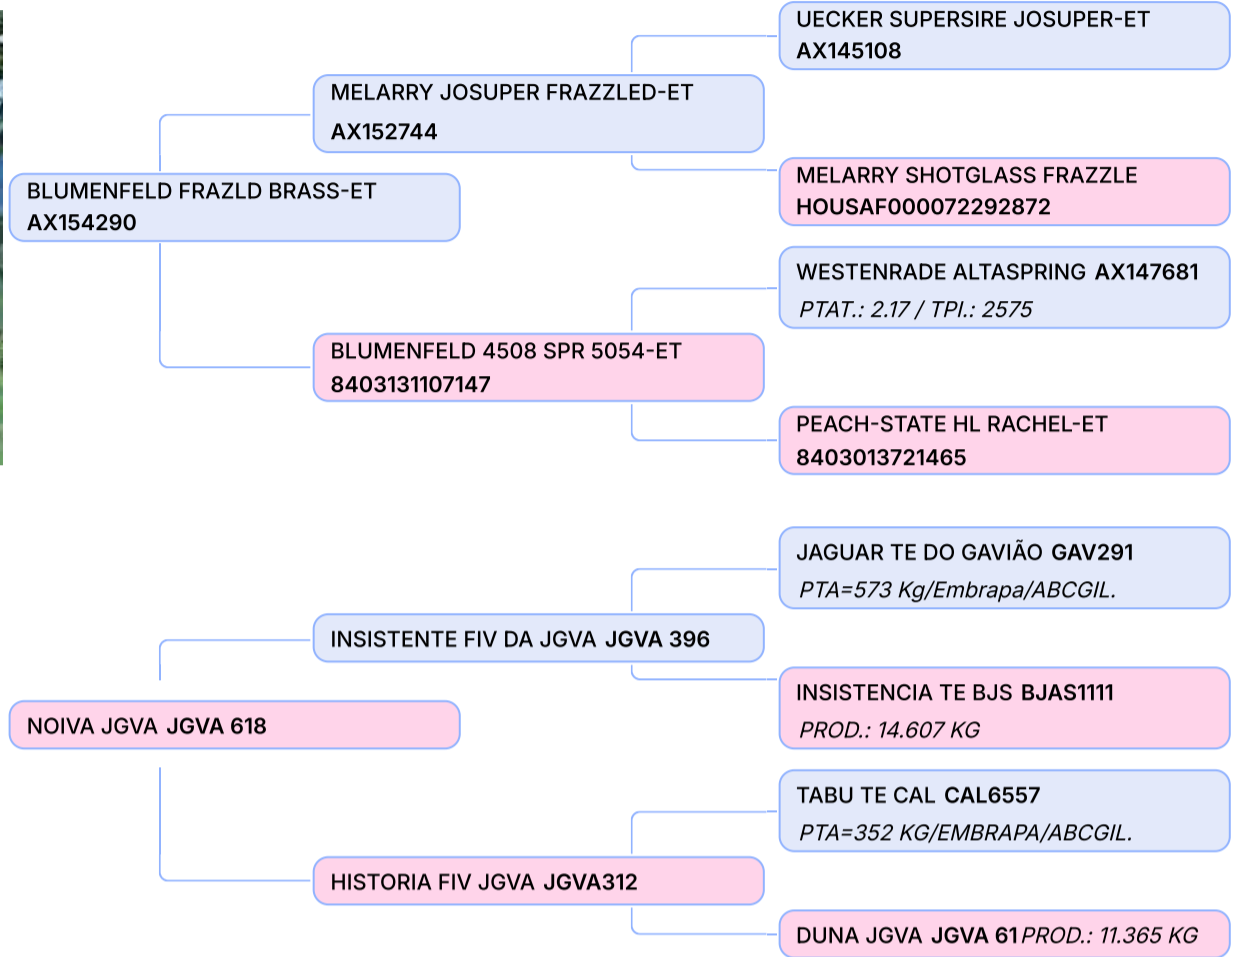 UECKER SUPERSIRE JOSUPER-ET
AX145108
MELARRY JOSUPER FRAZZLED-ET
AX152744
MELARRY SHOTGLASS FRAZZLE
HOUSAF000072292872
BLUMENFELD FRAZLD BRASS-ET
AX154290
WESTENRADE ALTASPRING AX147681
PTAT.: 2.17 / TPI.: 2575
BLUMENFELD 4508 SPR 5054-ET
8403131107147
PEACH-STATE HL RACHEL-ET
8403013721465
JAGUAR TE DO GAVIÃO GAV291
PTA=573 Kg/Embrapa/ABCGIL.
INSISTENTE FIV DA JGVA JGVA 396
INSISTENCIA TE BJS BJAS1111
PROD.: 14.607 KG
NOIVA JGVA JGVA 618
TABU TE CAL CAL6557
PTA=352 KG/EMBRAPA/ABCGIL.
HISTORIA FIV JGVA JGVA312
DUNA JGVA JGVA 61 PROD.: 11.365 KG